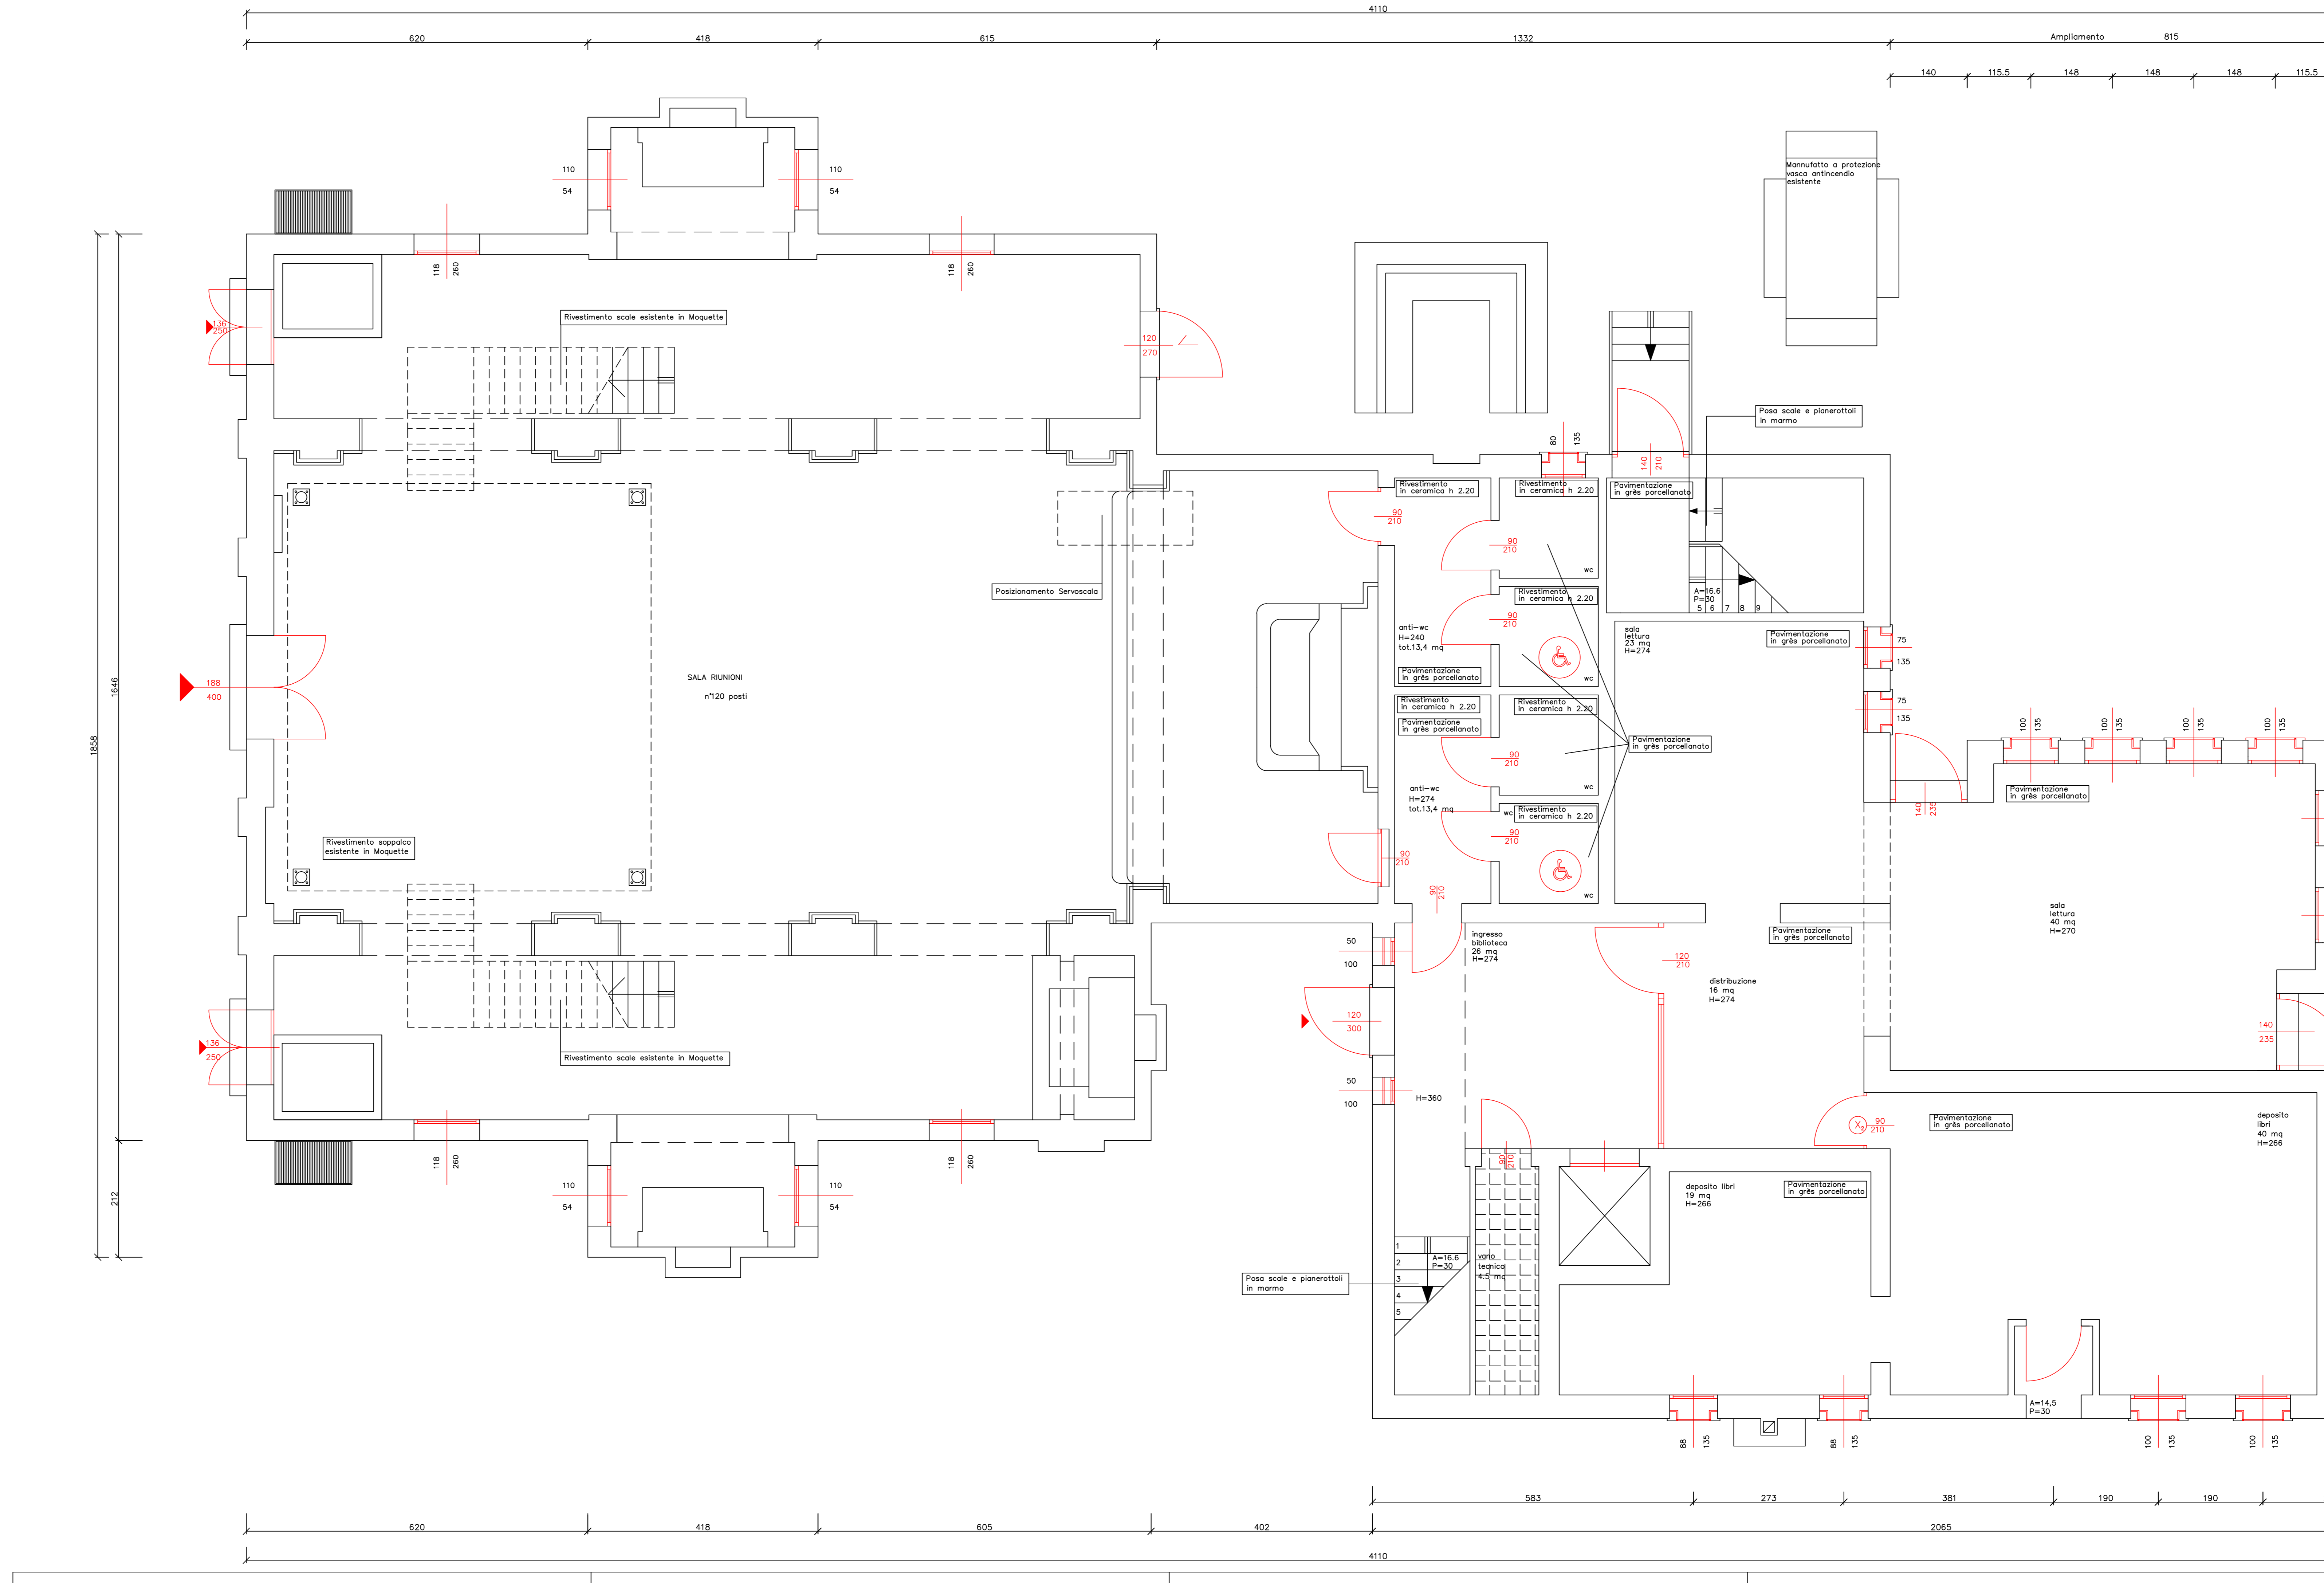 4110
620
418
615
1332
Ampliamento
815
140
115.5
148
148
148
115.5
Mannufatto a protezione
vasca antincendio
esistente
110
54
110
54
118
260
118
260
136
250
Rivestimento scale esistente in Moquette
120
270
Posa scale e pianerottoli
in marmo
80
135
140
210
Rivestimento
in ceramica h 2.20
Rivestimento
in ceramica h 2.20
Pavimentazione
in grès porcellanato
90
210
90
210
wc
A=16.6
P=30
5 6 7 8 9
Posizionamento Servoscala
Rivestimento
in ceramica h 2.20
90
210
anti-wc
H=240
tot.13,4 mq
sala
lettura
23 mq
H=274
Pavimentazione
in grès porcellanato
75
135
Pavimentazione
in grès porcellanato
wc
SALA RIUNIONI
n°120 posti
188
400
1646
1858
Rivestimento
in ceramica h 2.20
Rivestimento
in ceramica h 2.20
Pavimentazione
in grès porcellanato
75
135
100
135
100
135
100
135
100
135
Pavimentazione
in grès porcellanato
90
210
wc
anti-wc
H=274
tot.13,4 mq
wc
Rivestimento
in ceramica h 2.20
90
210
Pavimentazione
in grès porcellanato
140
235
Rivestimento soppalco
esistente in Moquette
90
210
90
210
wc
sala
lettura
40 mq
H=270
50
100
ingresso
biblioteca
26 mq
H=274
Pavimentazione
in grès porcellanato
120
210
distribuzione
16 mq
H=274
120
300
136
250
Rivestimento scale esistente in Moquette
140
235
50
100
H=360
X2
90
210
Pavimentazione
in grès porcellanato
deposito
libri
40 mq
H=266
118
260
118
260
90
210
110
54
110
54
212
deposito libri
19 mq
H=266
Pavimentazione
in grès porcellanato
1
2
3
4
5
A=16.6
P=30
vano
tecnico
4.5 mq
Posa scale e pianerottoli
in marmo
A=14,5
P=30
88
135
88
135
100
135
100
135
583
273
381
190
190
620
418
605
402
2065
4110